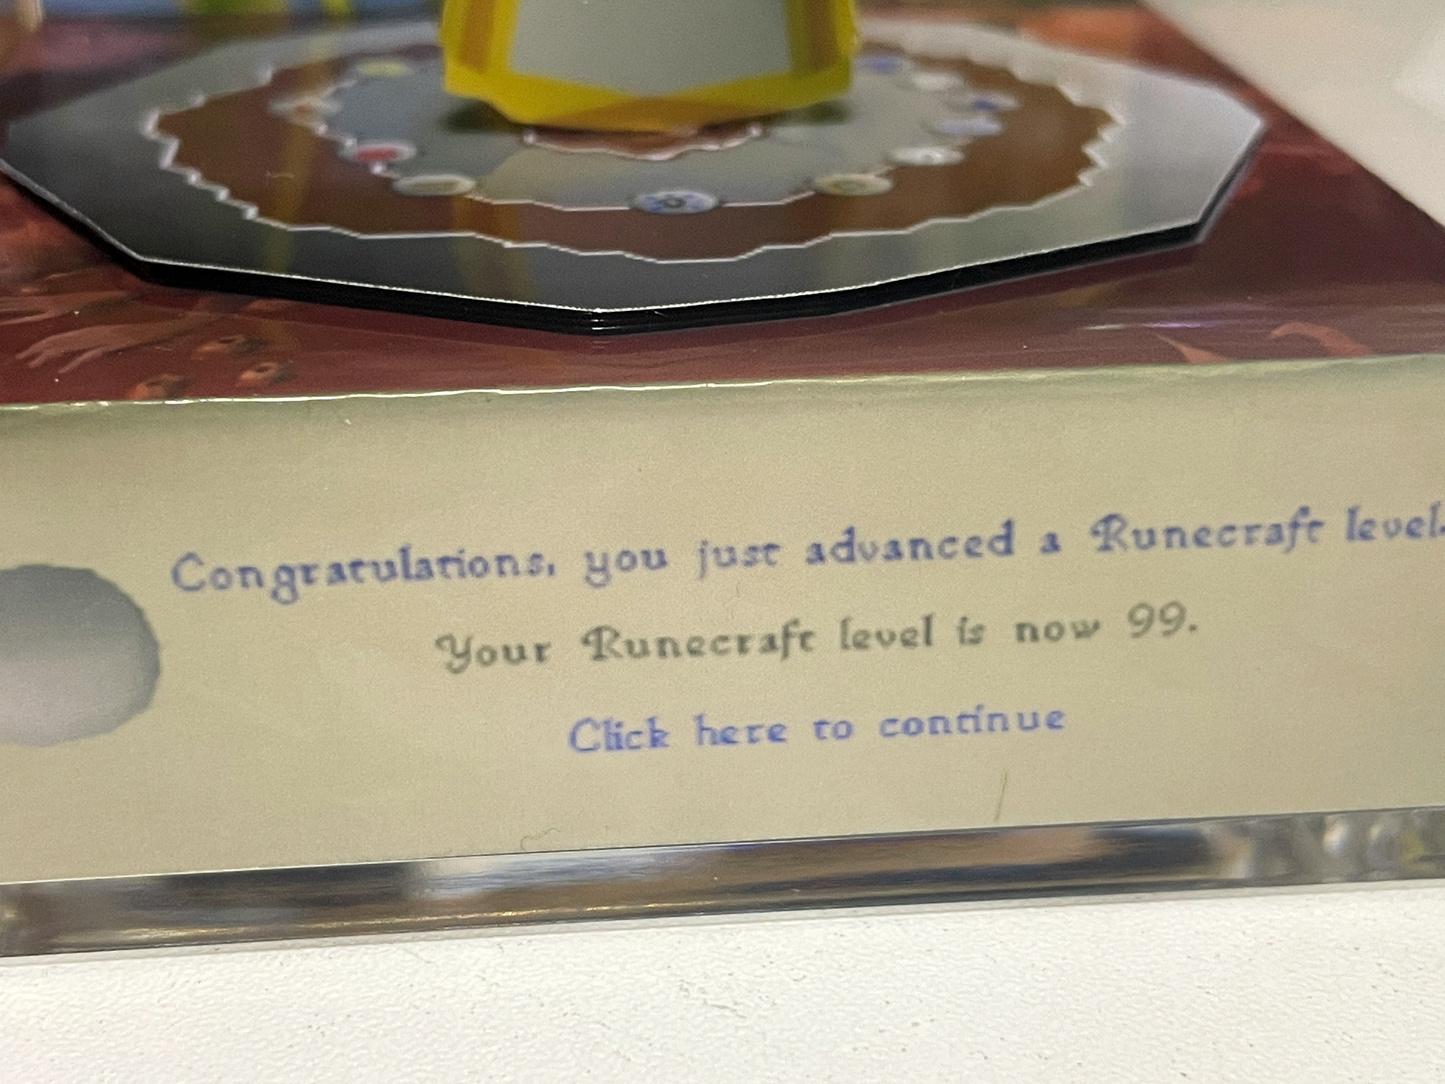 Congratulations, you just advanced a Runecraft level.
Your Runecraft level is now 99.
Click here to continue